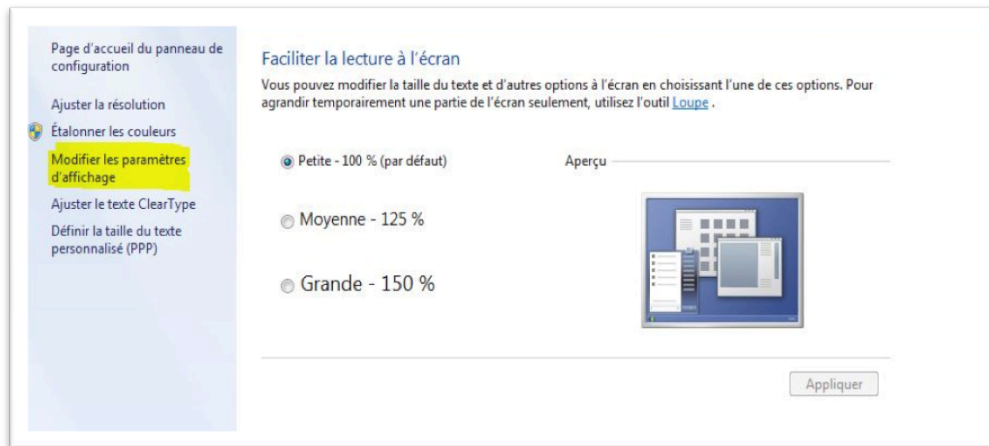 Page d'accueil du panneau de
configuration
Ajuster la résolution
Étalonner les couleurs
Modifier les paramètres
d'affichage
Ajuster le texte ClearType
Définir la taille du texte
personnalisé (PPP)
Faciliter la lecture à l'écran
Vous pouvez modifier la taille du texte et d'autres options à l'écran en choisissant l'une de ces options. Pour
agrandir temporairement une partie de l'écran seulement, utilisez l'outil Loupe .
Petite - 100 % (par défaut)
Aperçu
Moyenne - 125 %
Grande - 150 %
Appliquer